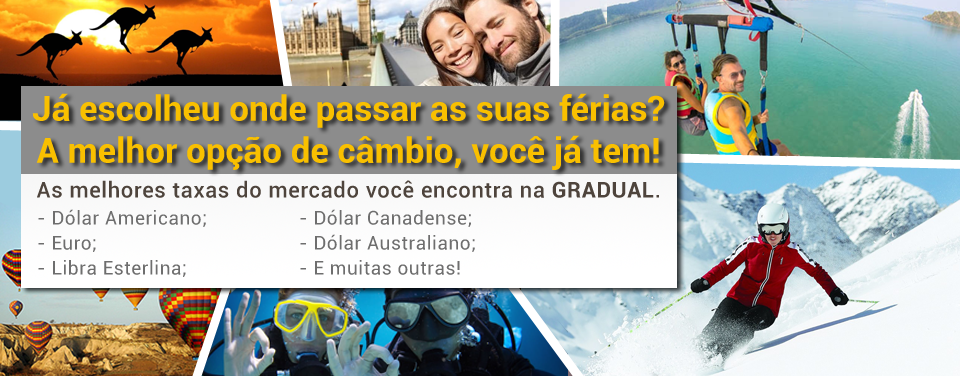 Já escolheu onde passar as suas férias?
A melhor opção de câmbio, você já tem!
As melhores taxas do mercado você encontra na GRADUAL.
- Dólar Americano;
- Euro;
- Libra Esterlina;
- Dólar Canadense;
- Dólar Australiano;
- E muitas outras!